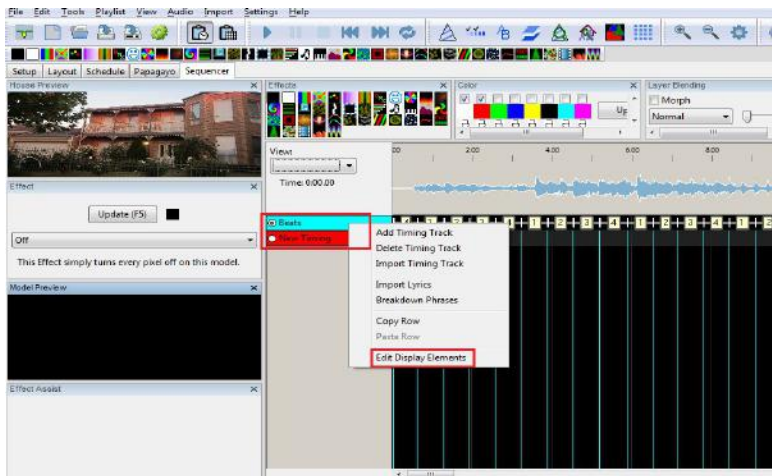 File Edit Tools Playlist View Audio Import Settings Help
Setup Layout Schedule Papagayo Sequencer
House Preview
Effects
Color
Layer Blending
Morph
Normal
View:
Time: 0:00.00
2:00 4:00 6:00 8:00
Effect
Update (F5)
Off
This Effect simply turns every pixel off on this model.
Beats
New Timing
Add Timing Track
Delete Timing Track
Import Timing Track
Import Lyrics
Breakdown Phrases
Copy Row
Paste Row
Edit Display Elements
Model Preview
Effect Assist